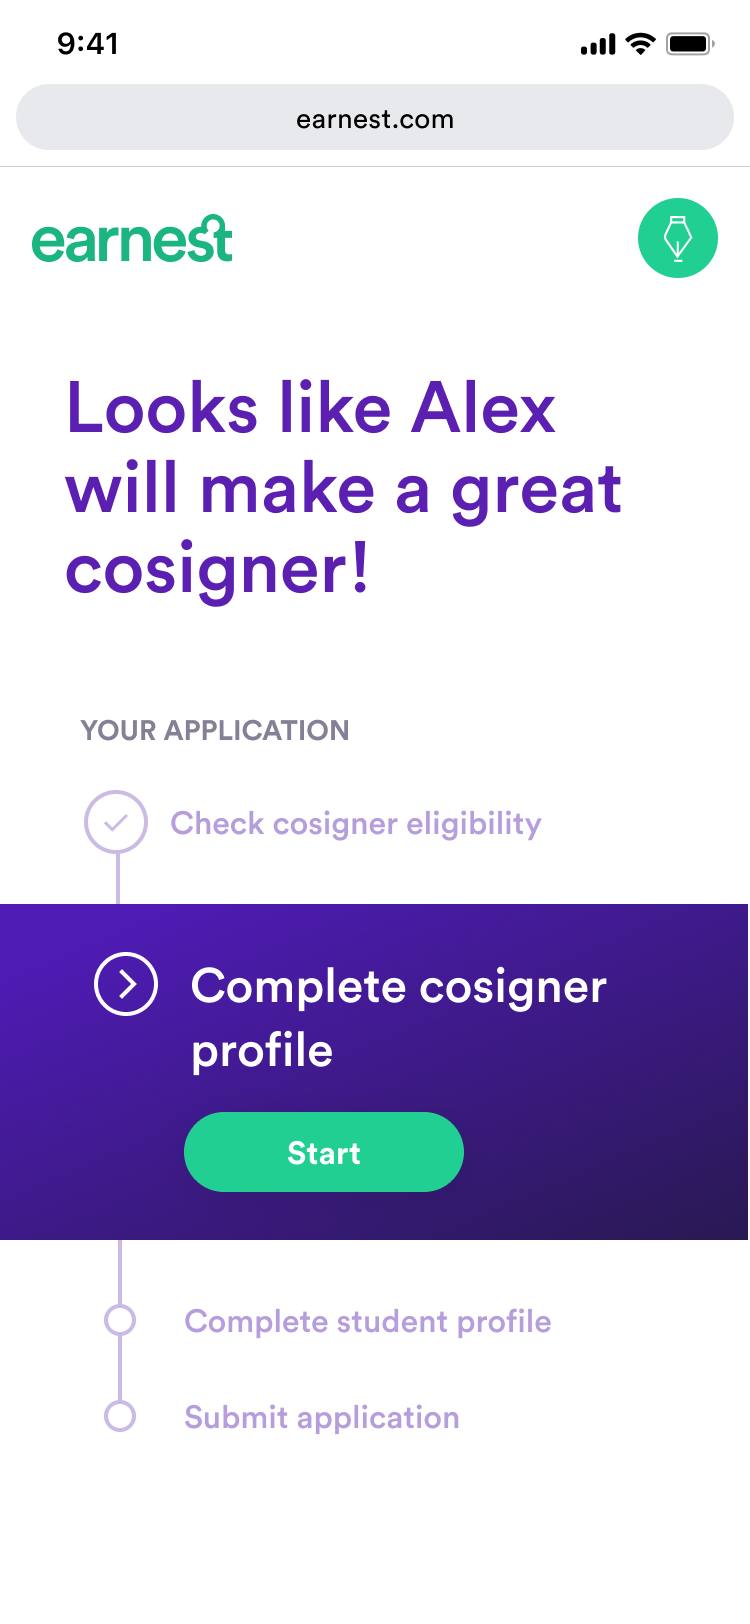 9:41
earnest.com
earnest
Looks like Alex
will make a great
cosigner!
YOUR APPLICATION
Check cosigner eligibility
Complete cosigner
profile
Start
Complete student profile
Submit application